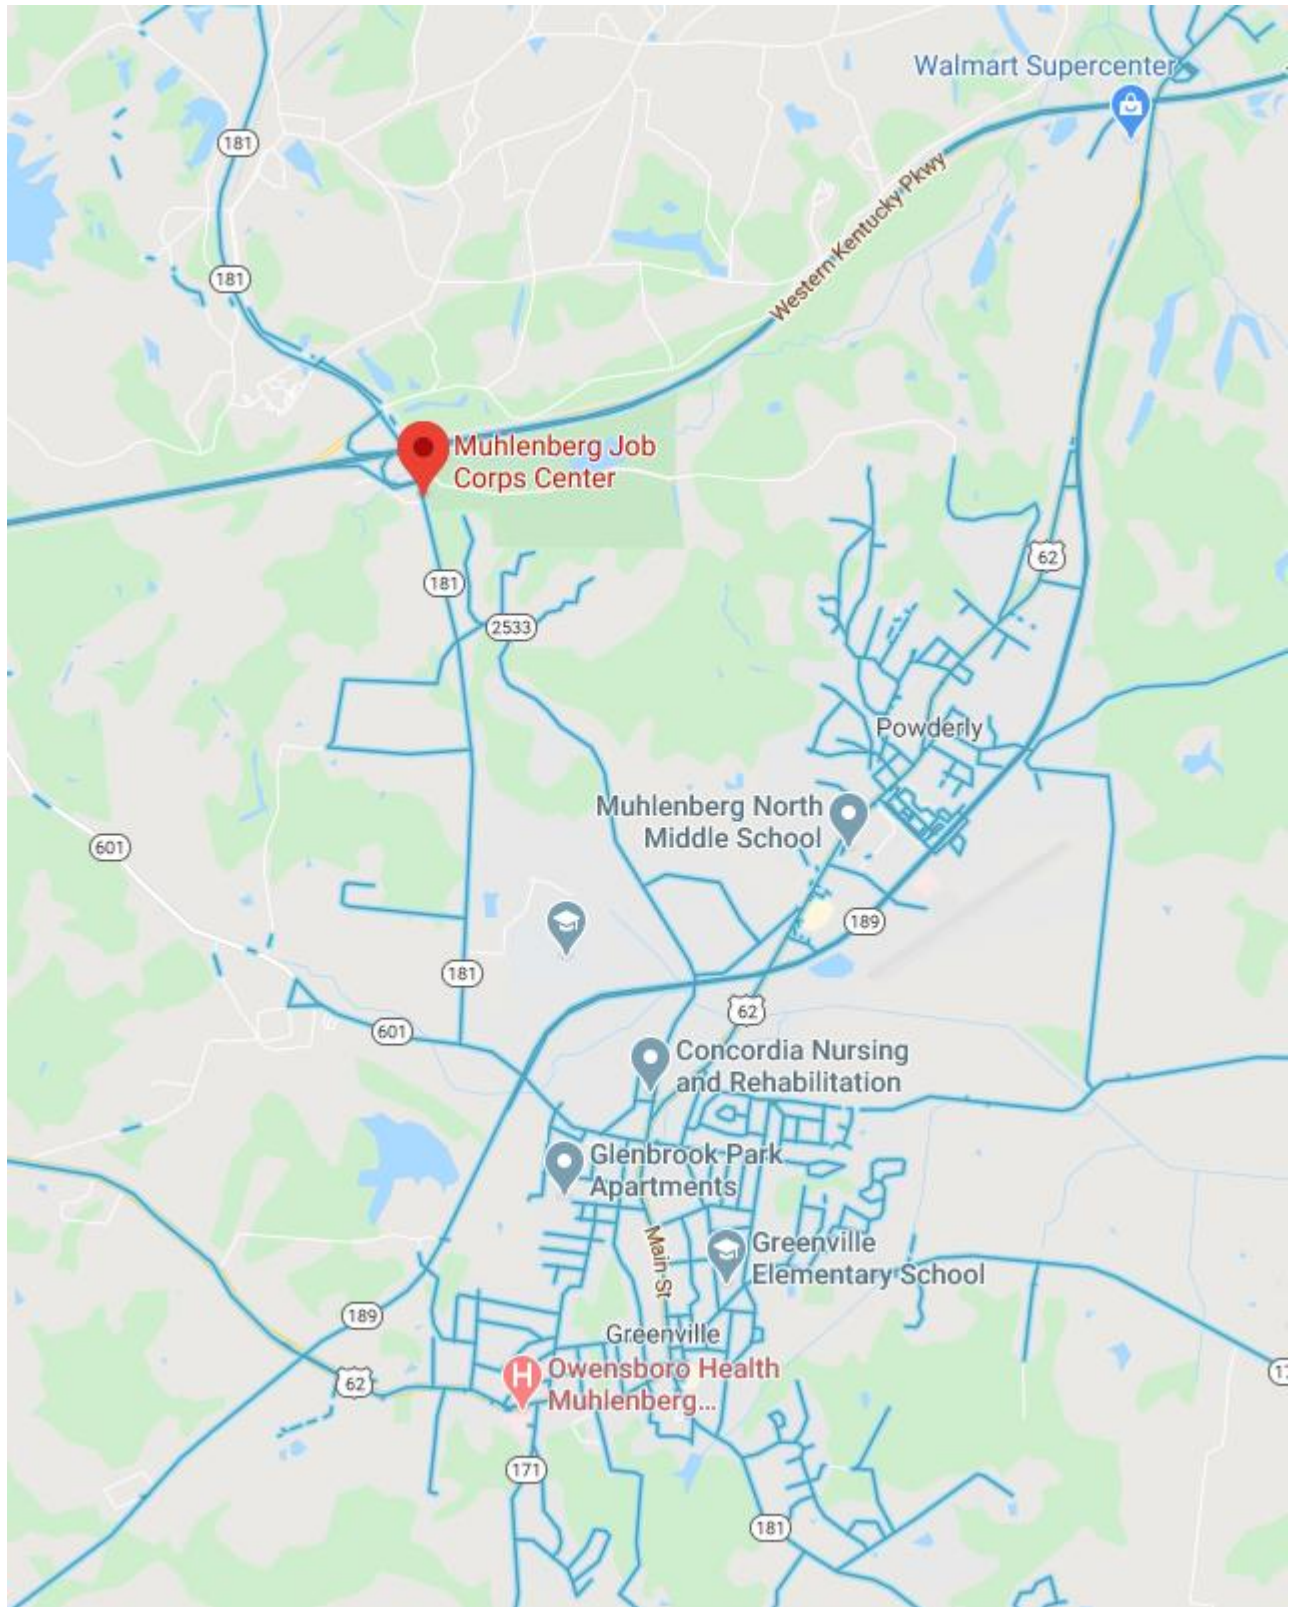 Walmart Supercenter
181
Western Kentucky Pkwy
181
Muhlenberg Job
Corps Center
62
181
2533
Powderly
Muhlenberg North
Middle School
601
189
181
62
601
Concordia Nursing
and Rehabilitation
Glenbrook Park
Apartments
Main St
Greenville
Elementary School
189
Greenville
62
Owensboro Health
Muhlenberg...
17
171
181